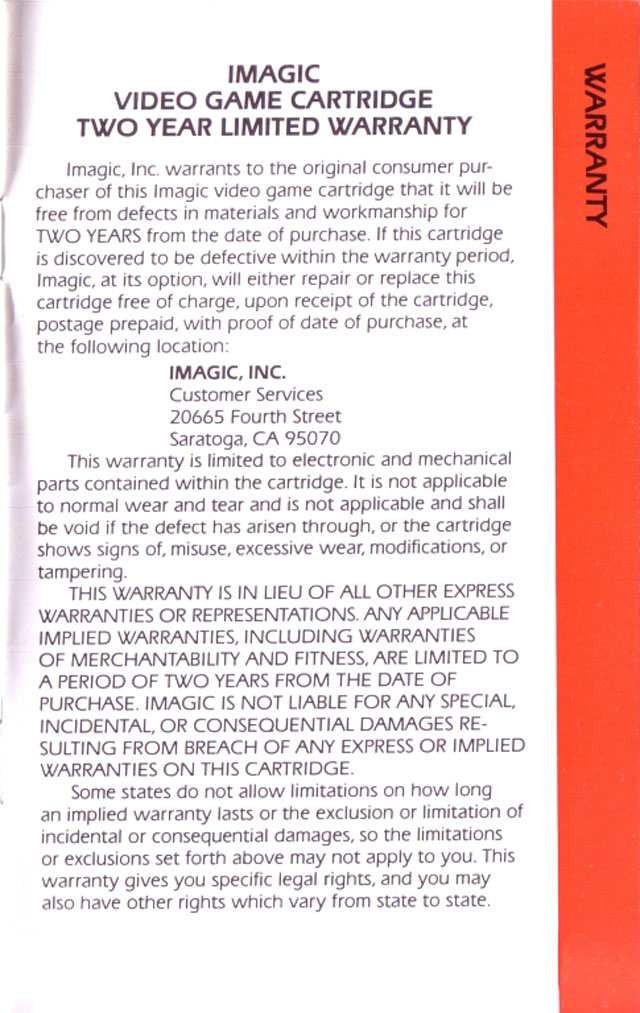 IMAGIC
VIDEO GAME CARTRIDGE
TWO YEAR LIMITED WARRANTY
Imagic, Inc. warrants to the original consumer pur-
chaser of this Imagic video game cartridge that it will be
free from defects in materials and workmanship for
TWO YEARS from the date of purchase. If this cartridge
is discovered to be defective within the warranty period,
Imagic, at its option, will either repair or replace this
cartridge free of charge, upon receipt of the cartridge,
postage prepaid, with proof of date of purchase, at
the following location:
IMAGIC, INC.
Customer Services
20665 Fourth Street
Saratoga, CA 95070
This warranty is limited to electronic and mechanical
parts contained within the cartridge. It is not applicable
to normal wear and tear and is not applicable and shall
be void if the defect has arisen through, or the cartridge
shows signs of, misuse, excessive wear, modifications, or
tampering.
THIS WARRANTY IS IN LIEU OF ALL OTHER EXPRESS
WARRANTIES OR REPRESENTATIONS. ANY APPLICABLE
IMPLIED WARRANTIES, INCLUDING WARRANTIES
OF MERCHANTABILITY AND FITNESS, ARE LIMITED TO
A PERIOD OF TWO YEARS FROM THE DATE OF
PURCHASE. IMAGIC IS NOT LIABLE FOR ANY SPECIAL,
INCIDENTAL, OR CONSEQUENTIAL DAMAGES RE-
SULTING FROM BREACH OF ANY EXPRESS OR IMPLIED
WARRANTIES ON THIS CARTRIDGE.
Some states do not allow limitations on how long
an implied warranty lasts or the exclusion or limitation of
incidental or consequential damages, so the limitations
or exclusions set forth above may not apply to you. This
warranty gives you specific legal rights, and you may
also have other rights which vary from state to state.
WARRANTY